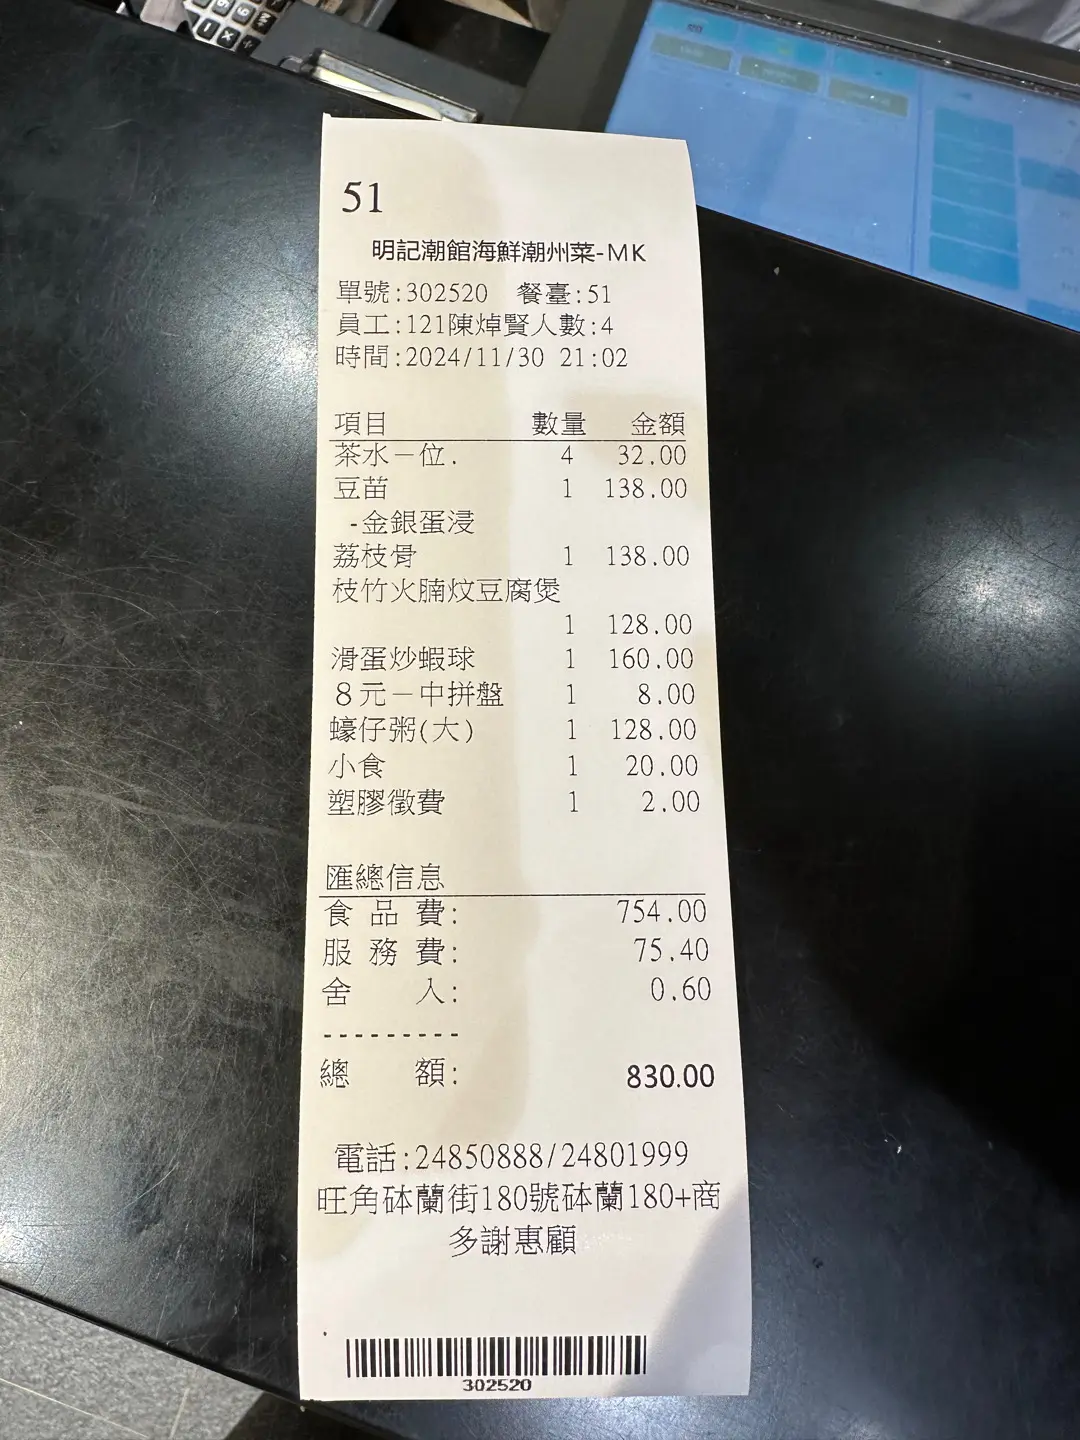 51
明記潮館海鮮潮州菜-MK
單號:302520 餐臺:51
員工:121陳焯賢人數:4
時間:2024/11/30 21:02
項目 數量 金額
茶水－位. 4 32.00
豆苗 1 138.00
-金銀蛋浸
荔枝骨 1 138.00
枝竹火腩炆豆腐煲
1 128.00
滑蛋炒蝦球 1 160.00
８元－中拼盤 1 8.00
蠔仔粥(大) 1 128.00
小食 1 20.00
塑膠徵費 1 2.00
匯總信息
食品費: 754.00
服務費: 75.40
舍入: 0.60
---------
總額: 830.00
電話:24850888/24801999
旺角砵蘭街180號砵蘭180+商
多謝惠顧
302520